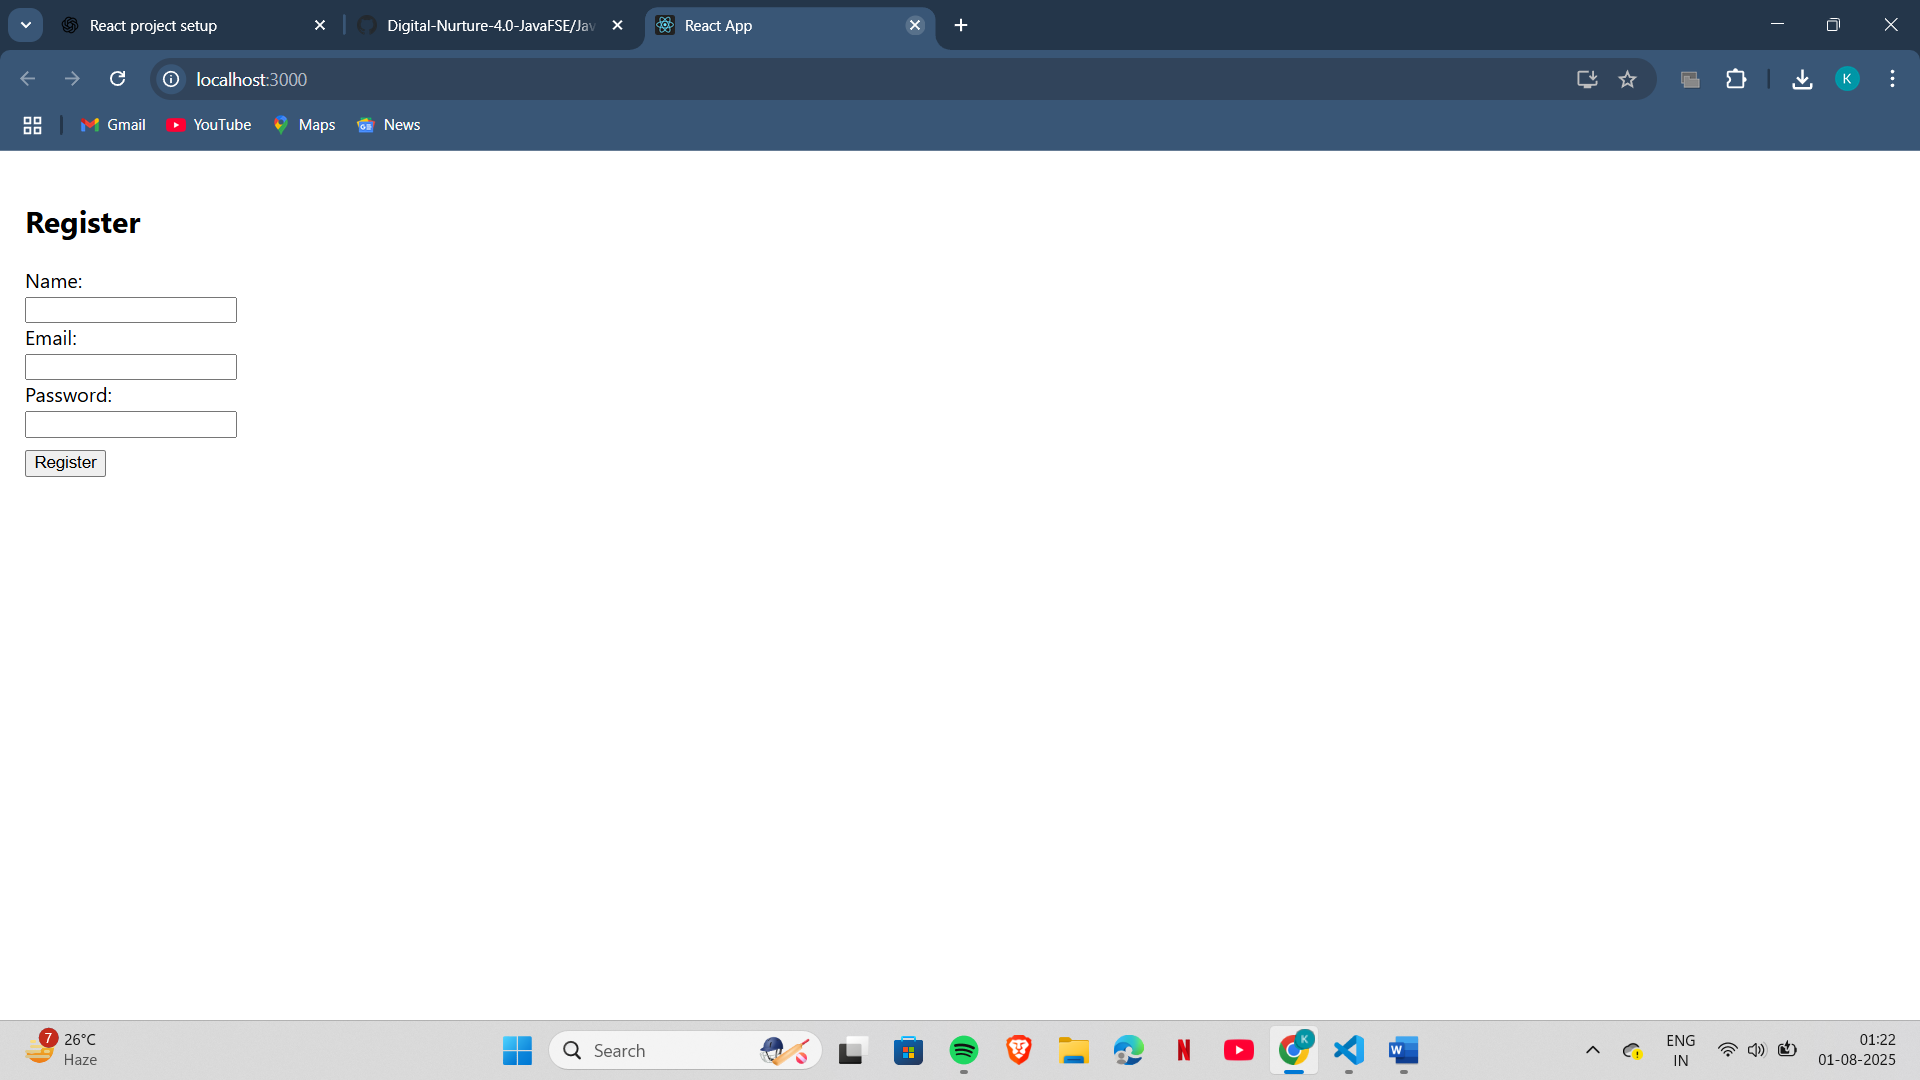 React project setup
Digital-Nurture-4.0-JavaFSE/Jav
React App
localhost:3000
K
Gmail
YouTube
Maps
News
Register
Name:
Email:
Password:
Register
7
26°C
Haze
Search
K
ENG
IN
01:22
01-08-2025